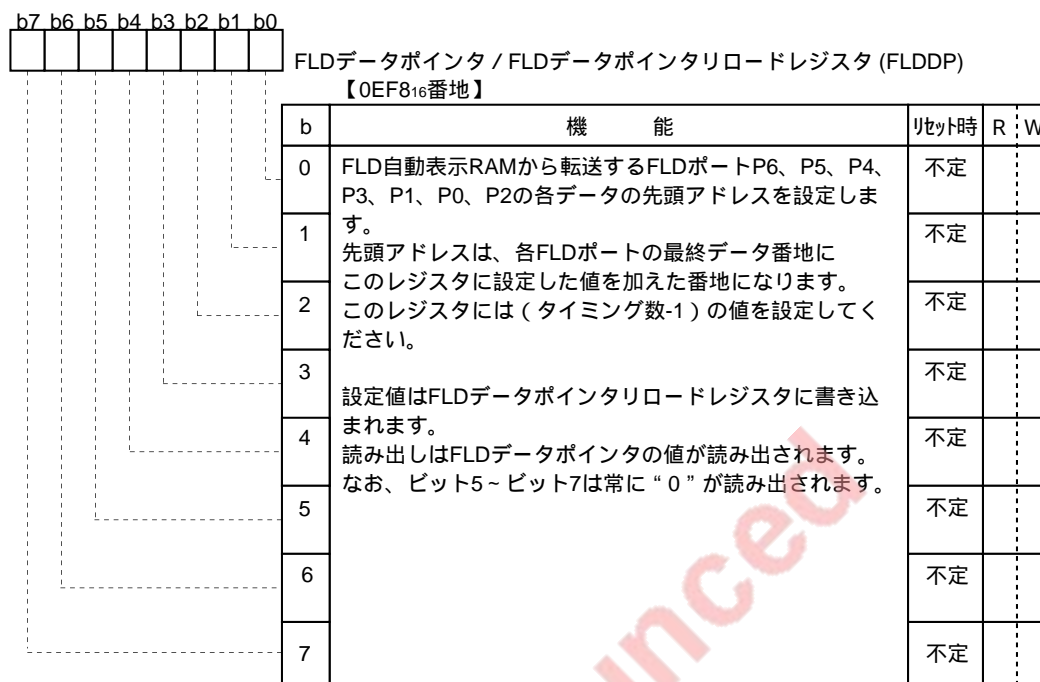 b7 b6 b5 b4 b3 b2 b1 b0
FLDデータポインタ / FLDデータポインタリロードレジスタ (FLDDP)
【0EF816番地】
b 機 能 リセット時 R W
0 FLD自動表示RAMから転送するFLDポートP6、P5、P4、 不定
P3、P1、P0、P2の各データの先頭アドレスを設定しま
す。
1 不定
先頭アドレスは、各FLDポートの最終データ番地に
このレジスタに設定した値を加えた番地になります。
2 このレジスタには(タイミング数-1)の値を設定してく 不定
ださい。
3 不定
設定値はFLDデータポインタリロードレジスタに書き込
まれます。
4 不定
読み出しはFLDデータポインタの値が読み出されます。
なお、ビット5~ビット7は常に“0”が読み出されます。
5 不定
6 不定
7 不定
unced